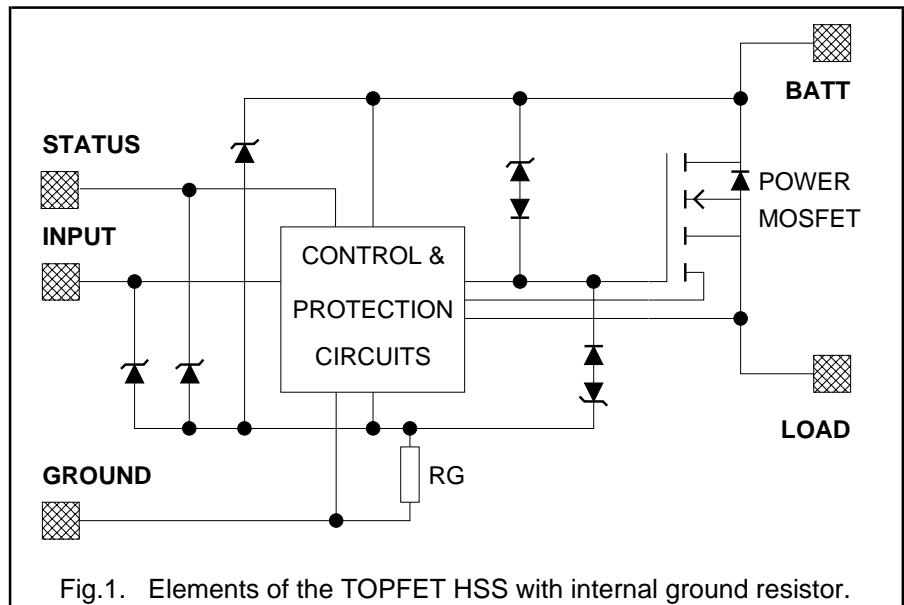 BATT
STATUS
POWER
MOSFET
INPUT
CONTROL &
PROTECTION
CIRCUITS
LOAD
GROUND
RG
Fig.1. Elements of the TOPFET HSS with internal ground resistor.